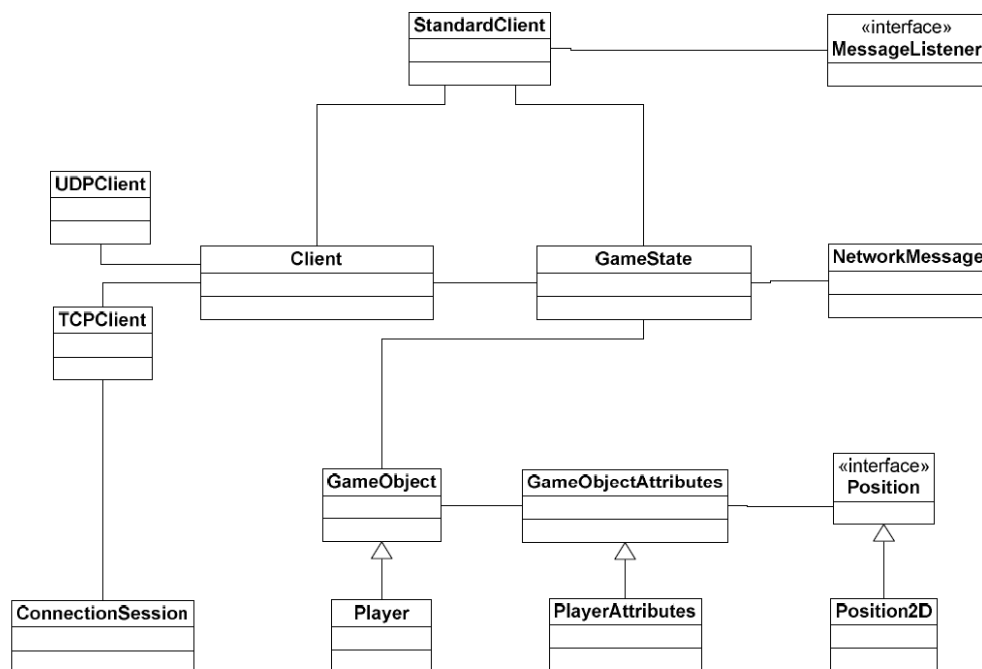 StandardClient
«interface»
MessageListener
UDPClient
Client
GameState
NetworkMessage
TCPClient
GameObject
GameObjectAttributes
«interface»
Position
ConnectionSession
Player
PlayerAttributes
Position2D